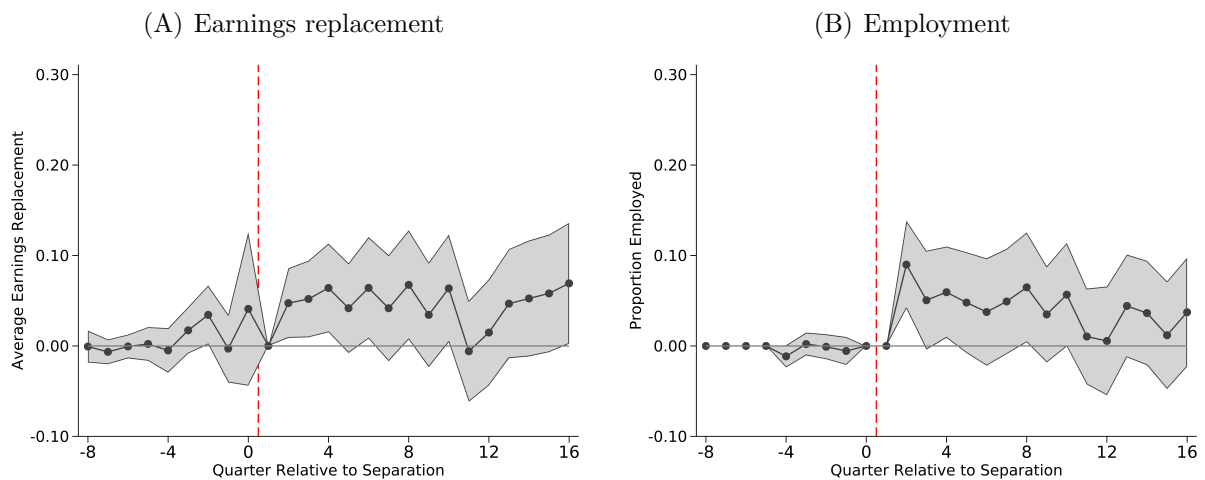 (A) Earnings replacement
Average Earnings Replacement
0.30
0.20
0.10
0.00
-0.10
-8 -4 0 4 8 12 16
Quarter Relative to Separation
(B) Employment
Proportion Employed
0.30
0.20
0.10
0.00
-0.10
-8 -4 0 4 8 12 16
Quarter Relative to Separation